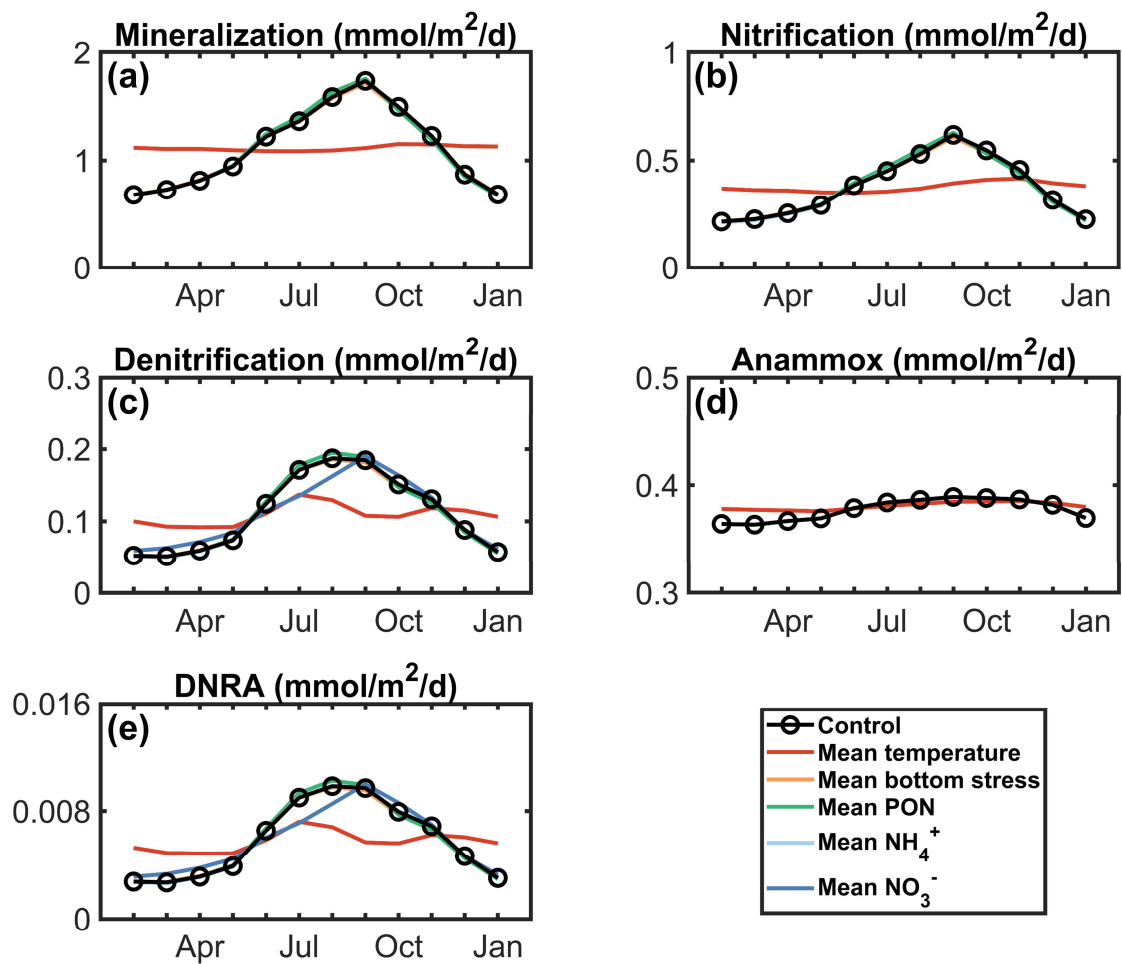 Mineralization (mmol/m²/d)
(a)
2
1
0
Apr Jul Oct Jan
Nitrification (mmol/m²/d)
(b)
1
0.5
0
Apr Jul Oct Jan
Denitrification (mmol/m²/d)
(c)
0.3
0.2
0.1
0
Apr Jul Oct Jan
Anammox (mmol/m²/d)
(d)
0.5
0.4
0.3
Apr Jul Oct Jan
DNRA (mmol/m²/d)
(e)
0.016
0.008
0
Apr Jul Oct Jan
Control
Mean temperature
Mean bottom stress
Mean PON
Mean NH₄⁺
Mean NO₃⁻